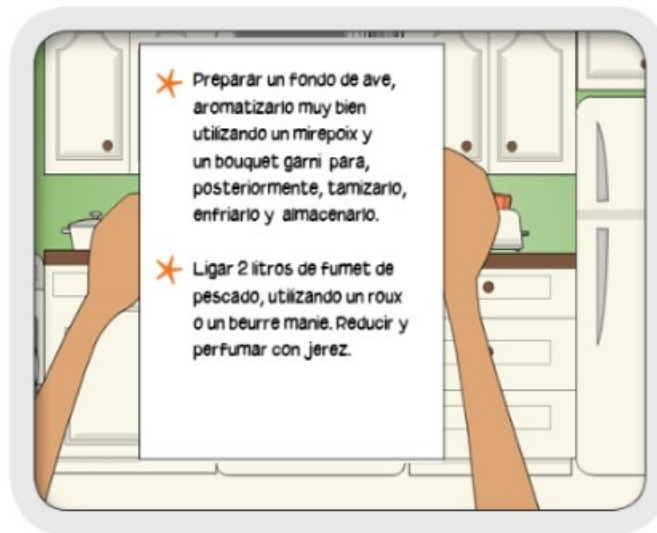 Preparar un fondo de ave,
aromatizarlo muy bien
utilizando un mirepoix y
un bouquet garni para,
posteriormente, tamizarlo,
enfriarlo y almacenarlo.
Ligar 2 litros de fumet de
pescado, utilizando un roux
o un beurre manie. Reducir y
perfumar con jerez.